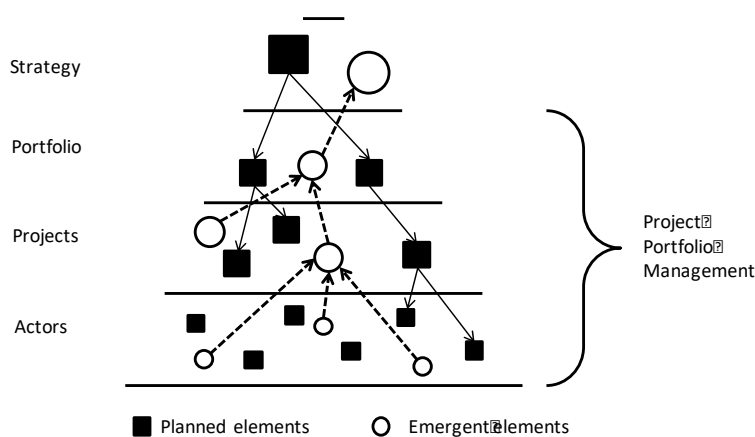 Strategy
Portfolio
Projects
Actors
Project⍰
Portfolio⍰
Management
Planned elements
Emergent⍰elements